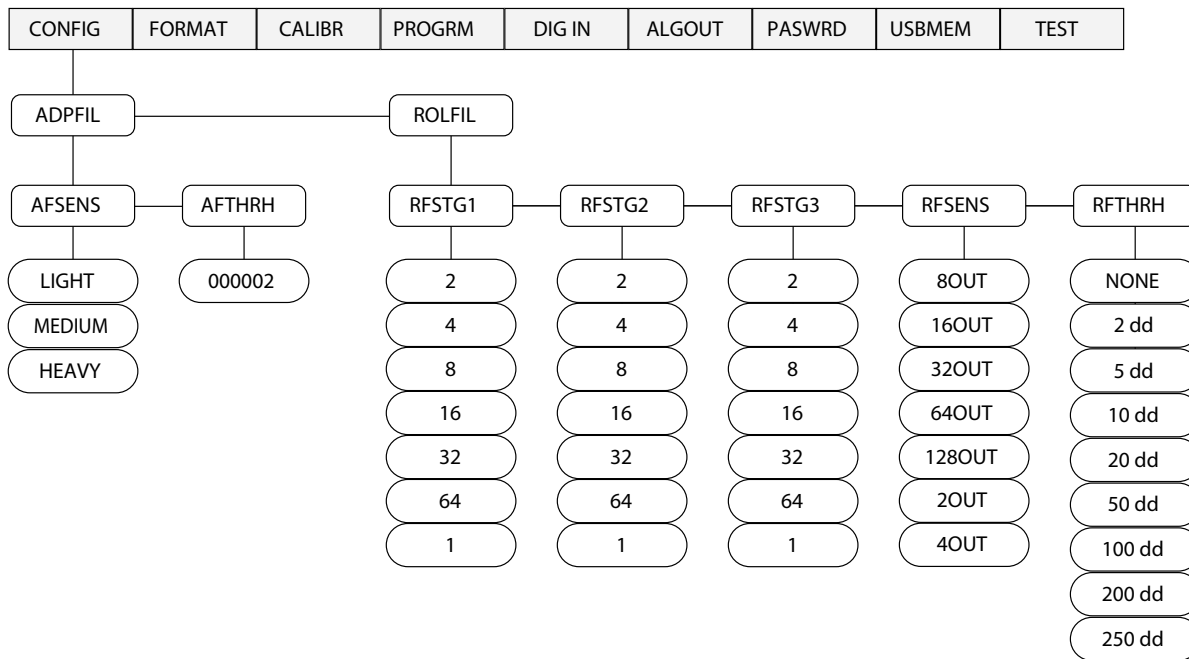 CONFIG FORMAT CALIBR PROGRM DIG IN ALGOUT PASWRD USBMEM TEST
ADPFIL ROLFIL
AFSENS AFTHRH RFSTG1 RFSTG2 RFSTG3 RFSENS RFTHRH
LIGHT 000002 2 2 2 8OUT NONE
MEDIUM 4 4 4 16OUT 2 dd
HEAVY 8 8 8 32OUT 5 dd
16 16 16 64OUT 10 dd
32 32 32 128OUT 20 dd
64 64 64 2OUT 50 dd
1 1 1 4OUT 100 dd
200 dd
250 dd